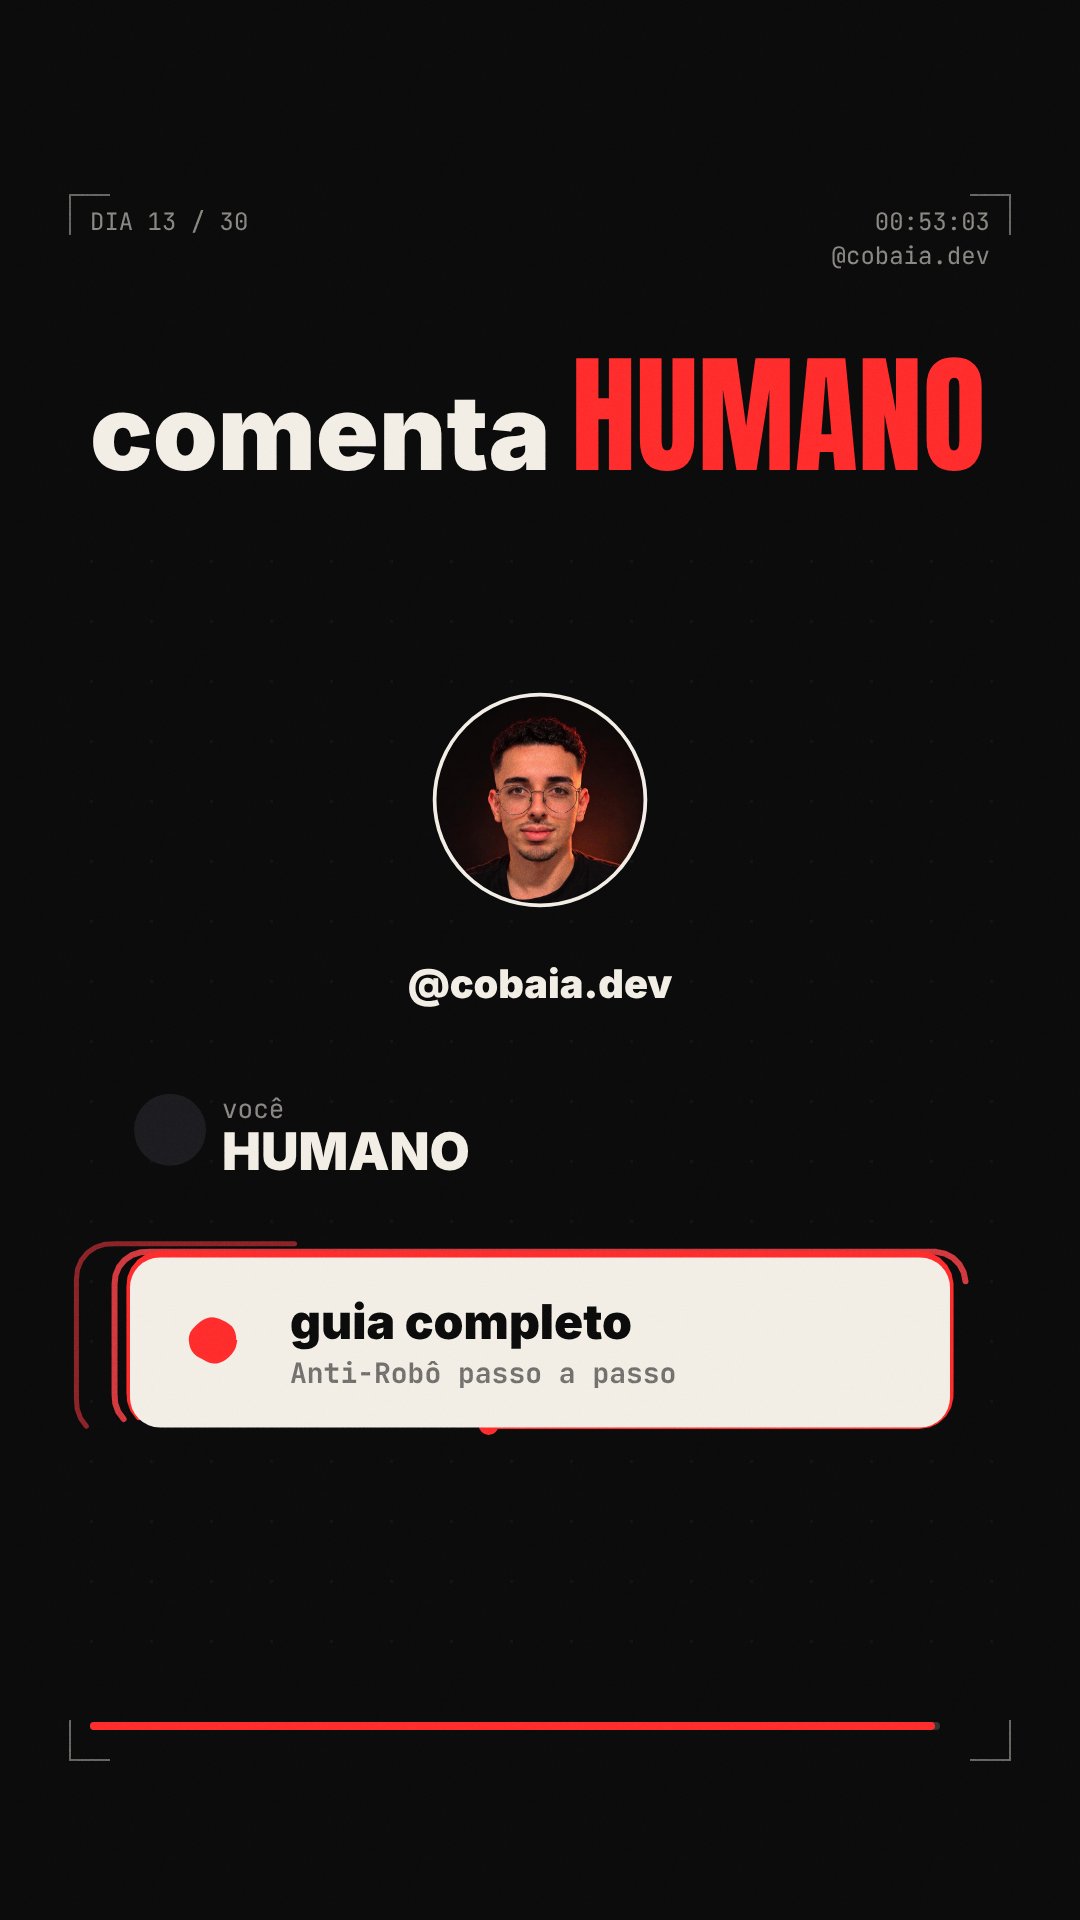 DIA 13 / 30
00:53:03
@cobaia.dev
comenta HUMANO
@cobaia.dev
você
HUMANO
guia completo
Anti-Robô passo a passo